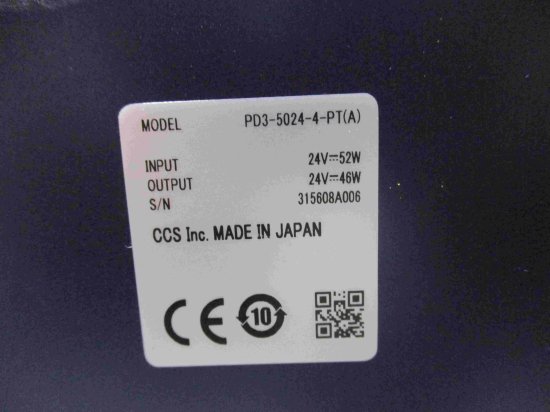 MODEL PD3-5024-4-PT(A)
INPUT 24V⎓52W
OUTPUT 24V⎓46W
S/N 315608A006
CCS Inc. MADE IN JAPAN
CE 10